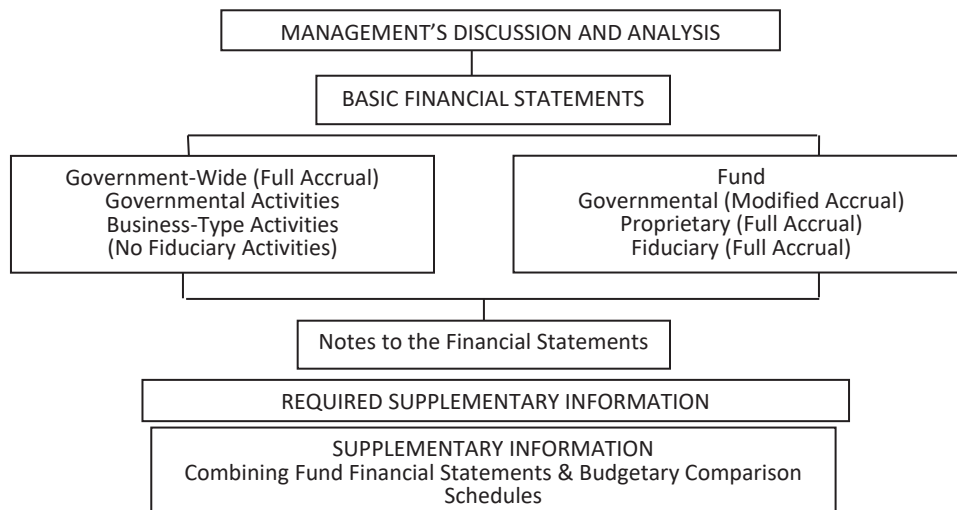 MANAGEMENT’S DISCUSSION AND ANALYSIS
BASIC FINANCIAL STATEMENTS
Government-Wide (Full Accrual)
Governmental Activities
Business-Type Activities
(No Fiduciary Activities)
Fund
Governmental (Modified Accrual)
Proprietary (Full Accrual)
Fiduciary (Full Accrual)
Notes to the Financial Statements
REQUIRED SUPPLEMENTARY INFORMATION
SUPPLEMENTARY INFORMATION
Combining Fund Financial Statements & Budgetary Comparison
Schedules